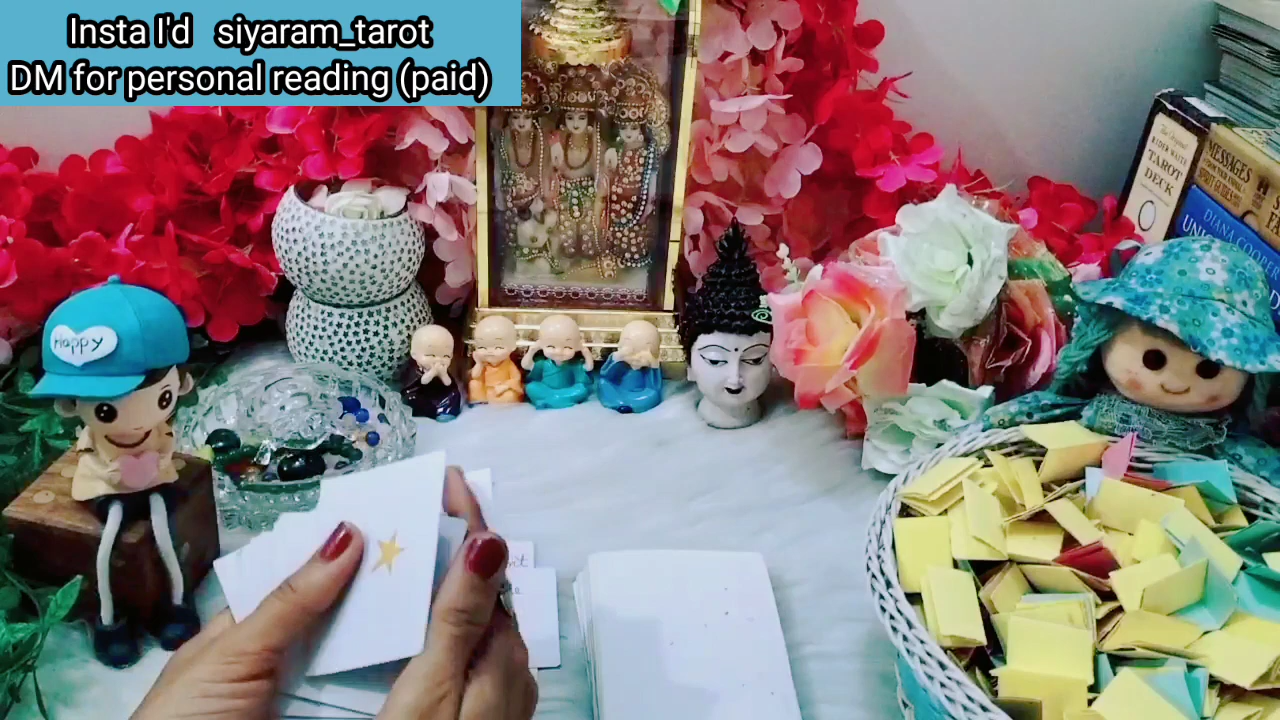 Insta I'd siyaram_tarot
DM for personal reading (paid)
Happy
RIDER WAITE
TAROT
DECK
MESSAGES
DIANA COOPER